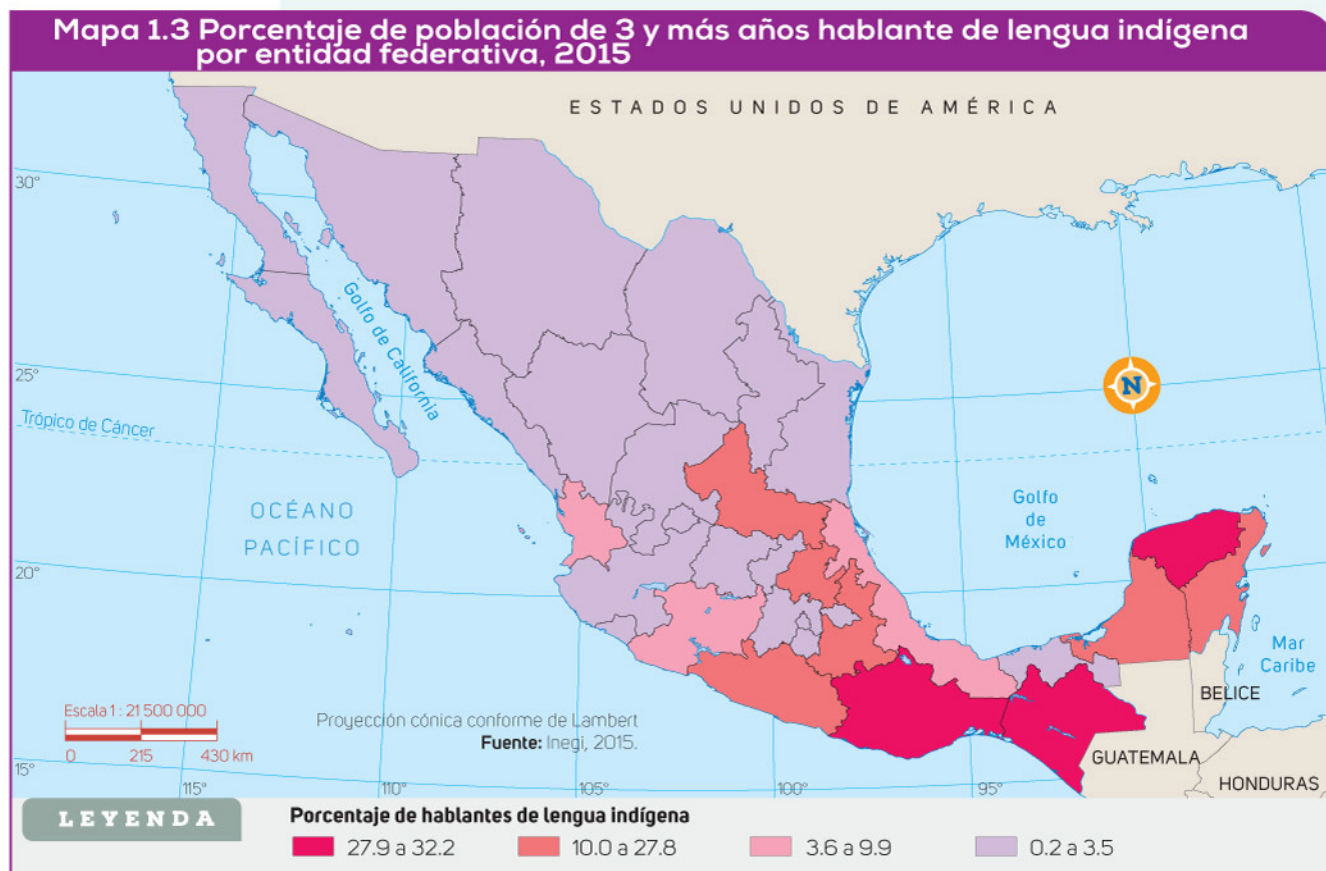 Mapa 1.3 Porcentaje de población de 3 y más años hablante de lengua indígena
por entidad federativa, 2015
ESTADOS UNIDOS DE AMÉRICA
30°
Golfo de California
25°
N
Trópico de Cáncer
OCÉANO
PACÍFICO
Golfo
de
México
20°
Mar
Caribe
BELICE
Escala 1 : 21 500 000
0 215 430 km
Proyección cónica conforme de Lambert
Fuente: Inegi, 2015.
GUATEMALA
HONDURAS
15°
115°
110°
105°
100°
95°
LEYENDA
Porcentaje de hablantes de lengua indígena
27.9 a 32.2
10.0 a 27.8
3.6 a 9.9
0.2 a 3.5